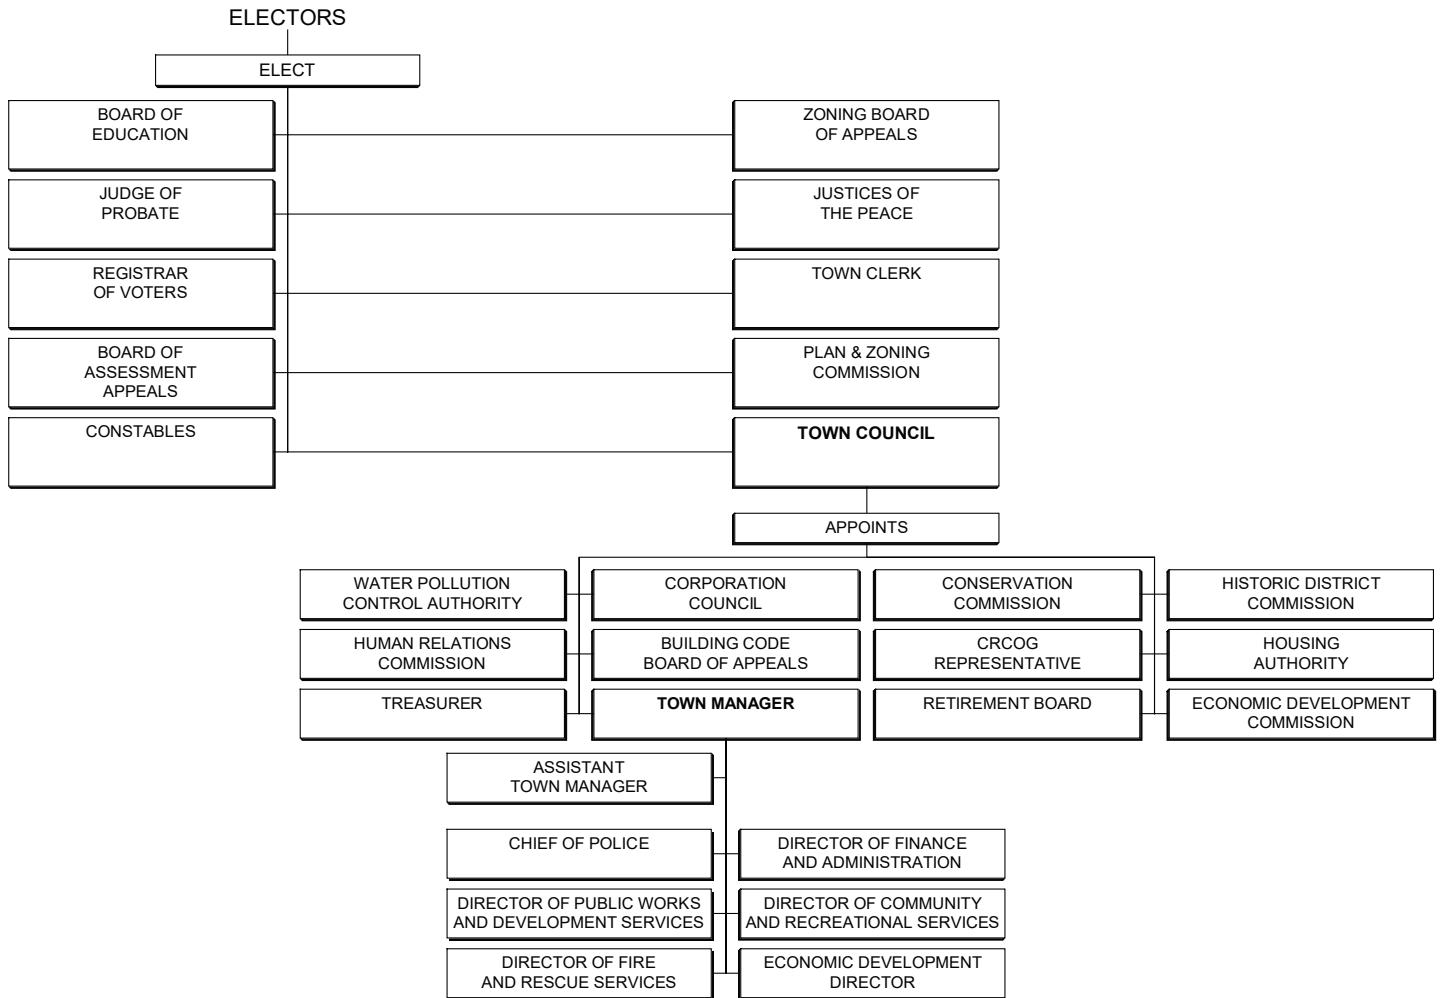 ELECTORS
ELECT
BOARD OF
EDUCATION
ZONING BOARD
OF APPEALS
JUDGE OF
PROBATE
JUSTICES OF
THE PEACE
REGISTRAR
OF VOTERS
TOWN CLERK
BOARD OF
ASSESSMENT
APPEALS
PLAN & ZONING
COMMISSION
CONSTABLES
TOWN COUNCIL
APPOINTS
WATER POLLUTION
CONTROL AUTHORITY
CORPORATION
COUNCIL
CONSERVATION
COMMISSION
HISTORIC DISTRICT
COMMISSION
HUMAN RELATIONS
COMMISSION
BUILDING CODE
BOARD OF APPEALS
CRCOG
REPRESENTATIVE
HOUSING
AUTHORITY
TREASURER
TOWN MANAGER
RETIREMENT BOARD
ECONOMIC DEVELOPMENT
COMMISSION
ASSISTANT
TOWN MANAGER
CHIEF OF POLICE
DIRECTOR OF FINANCE
AND ADMINISTRATION
DIRECTOR OF PUBLIC WORKS
AND DEVELOPMENT SERVICES
DIRECTOR OF COMMUNITY
AND RECREATIONAL SERVICES
DIRECTOR OF FIRE
AND RESCUE SERVICES
ECONOMIC DEVELOPMENT
DIRECTOR